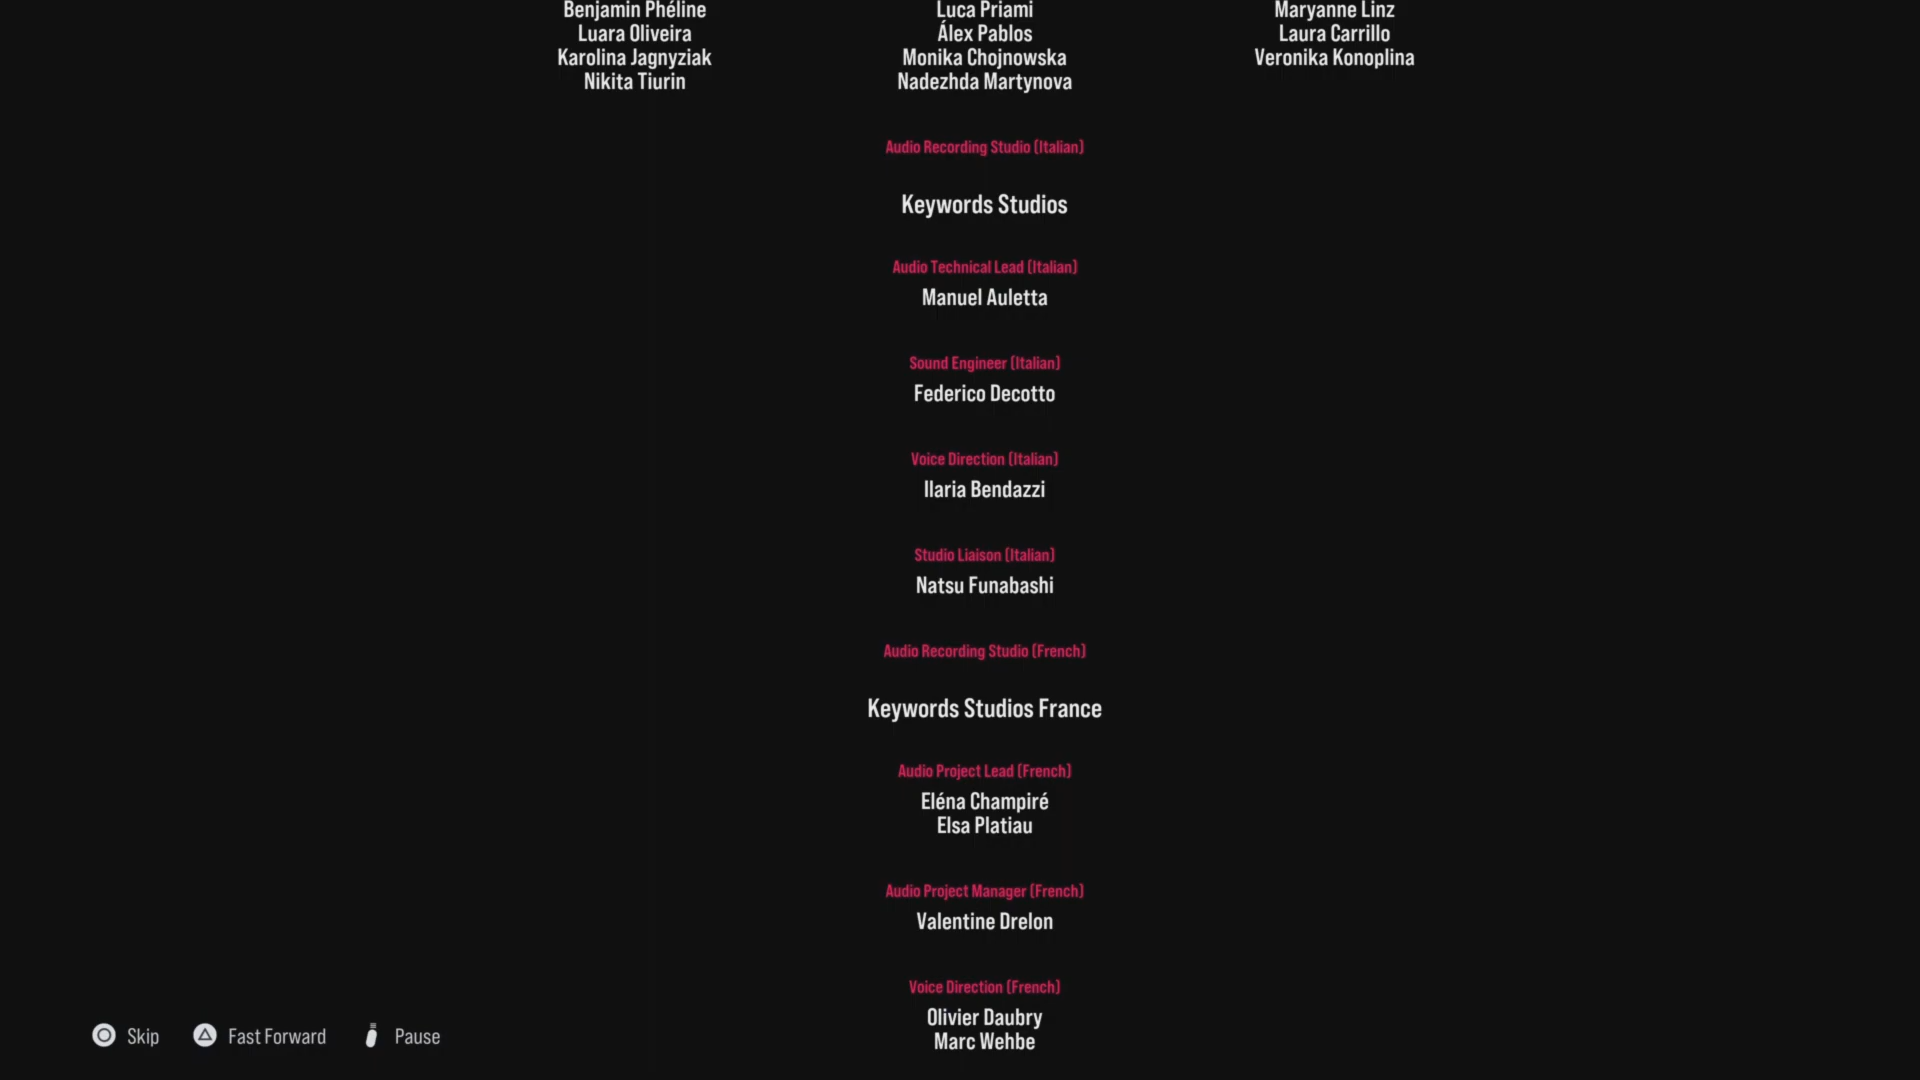 Benjamin Phéline Luca Priami Maryanne Linz
Luara Oliveira Álex Pablos Laura Carrillo
Karolina Jagnyziak Monika Chojnowska Veronika Konoplina
Nikita Tiurin Nadezhda Martynova
Audio Recording Studio (Italian)
Keywords Studios
Audio Technical Lead (Italian)
Manuel Auletta
Sound Engineer (Italian)
Federico Decotto
Voice Direction (Italian)
Ilaria Bendazzi
Studio Liaison (Italian)
Natsu Funabashi
Audio Recording Studio (French)
Keywords Studios France
Audio Project Lead (French)
Eléna Champiré
Elsa Platiau
Audio Project Manager (French)
Valentine Drelon
Voice Direction (French)
Olivier Daubry
Marc Wehbe
Skip Fast Forward Pause